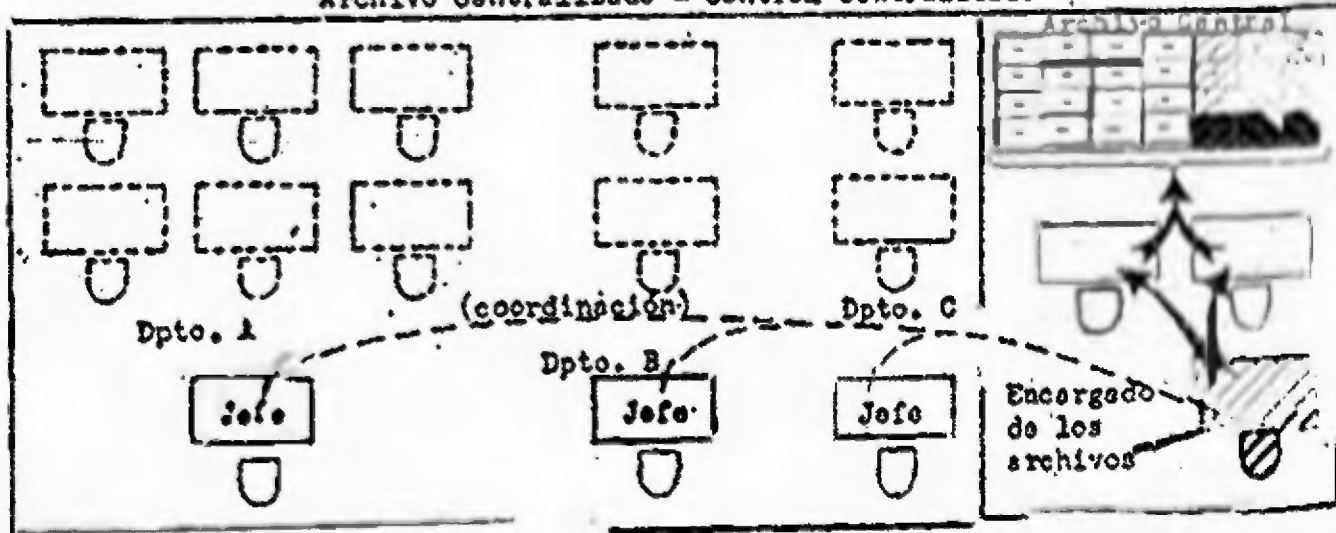 Archivo Centralizado - Control Centralizado
Archivo Central
(coordinación)
Dpto. A
Dpto. C
Dpto. B
Jefe
Jefe
Jefe
Encargado
de los
archivos